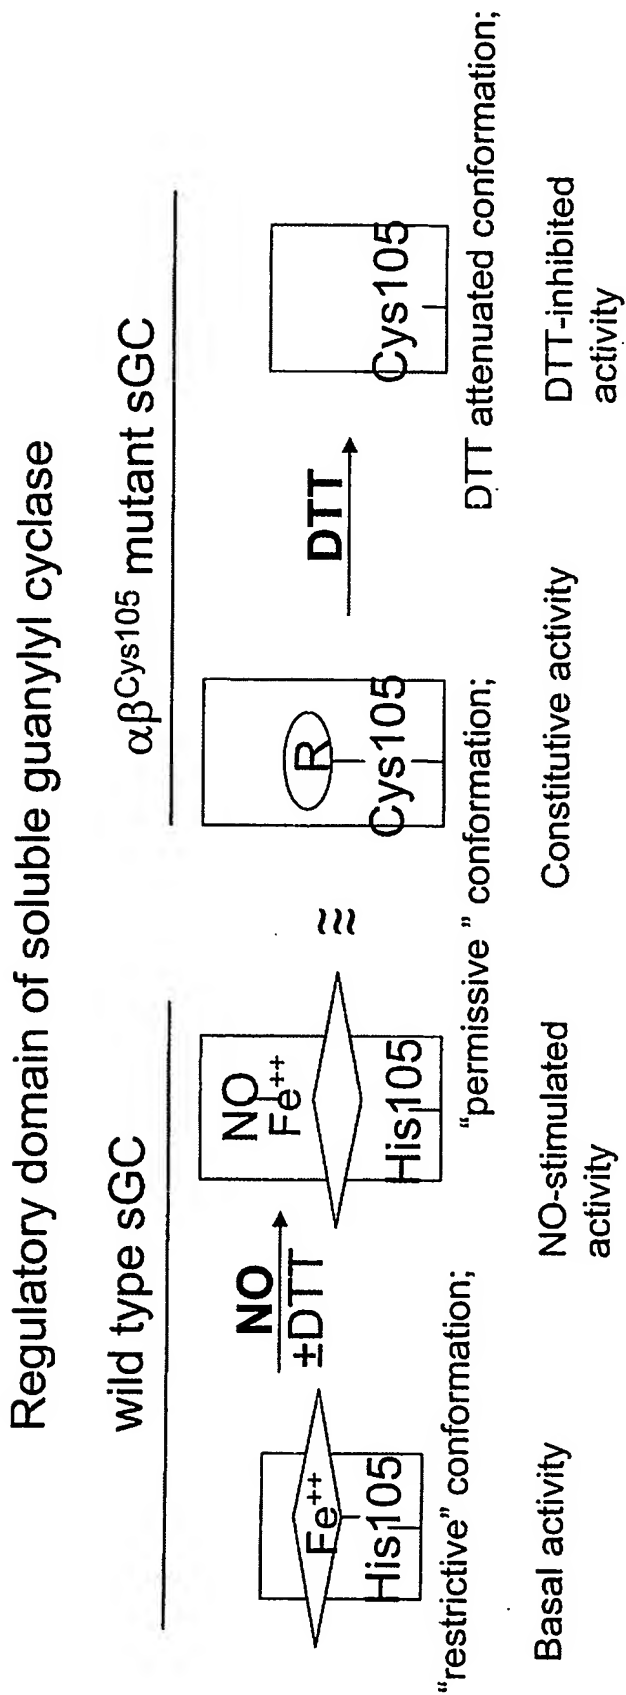 Regulatory domain of soluble guanylyl cyclase
wild type sGC
αβCys105 mutant sGC
Fe++
His105
NO
±DTT
NO
Fe++
His105
≀≀≀
R
Cys105
DTT
Cys105
"restrictive" conformation;
"permissive " conformation;
DTT attenuated conformation;
Basal activity
NO-stimulated
activity
Constitutive activity
DTT-inhibited
activity